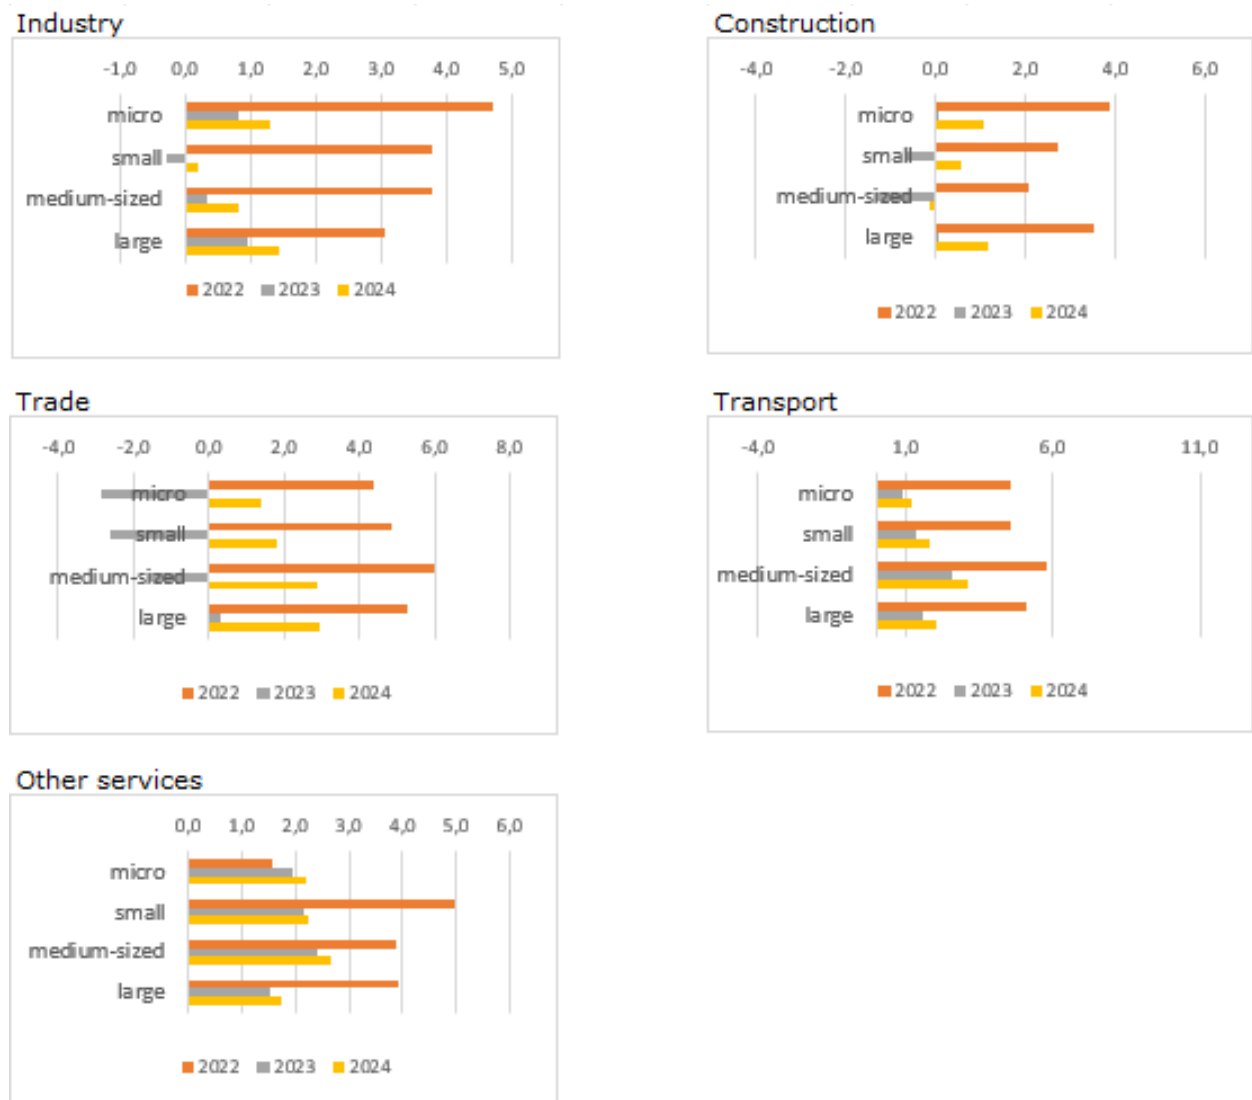 Industry
-1,0 0,0 1,0 2,0 3,0 4,0 5,0
micro
small
medium-sized
large
2022 2023 2024
Construction
-4,0 -2,0 0,0 2,0 4,0 6,0
micro
small
medium-sized
large
2022 2023 2024
Trade
-4,0 -2,0 0,0 2,0 4,0 6,0 8,0
micro
small
medium-sized
large
2022 2023 2024
Transport
-4,0 1,0 6,0 11,0
micro
small
medium-sized
large
2022 2023 2024
Other services
0,0 1,0 2,0 3,0 4,0 5,0 6,0
micro
small
medium-sized
large
2022 2023 2024